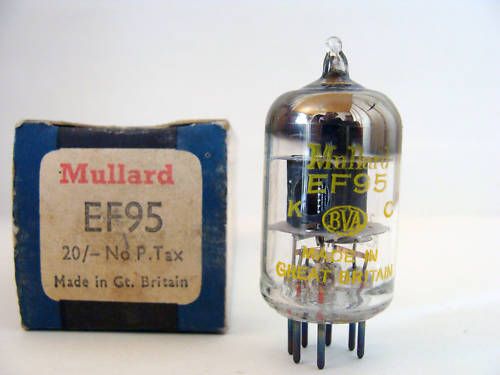 Mullard
EF95
20/- No P. Tax
Made in Gt. Britain
Mullard
EF95
K BVA C
MADE IN
GREAT BRITAIN